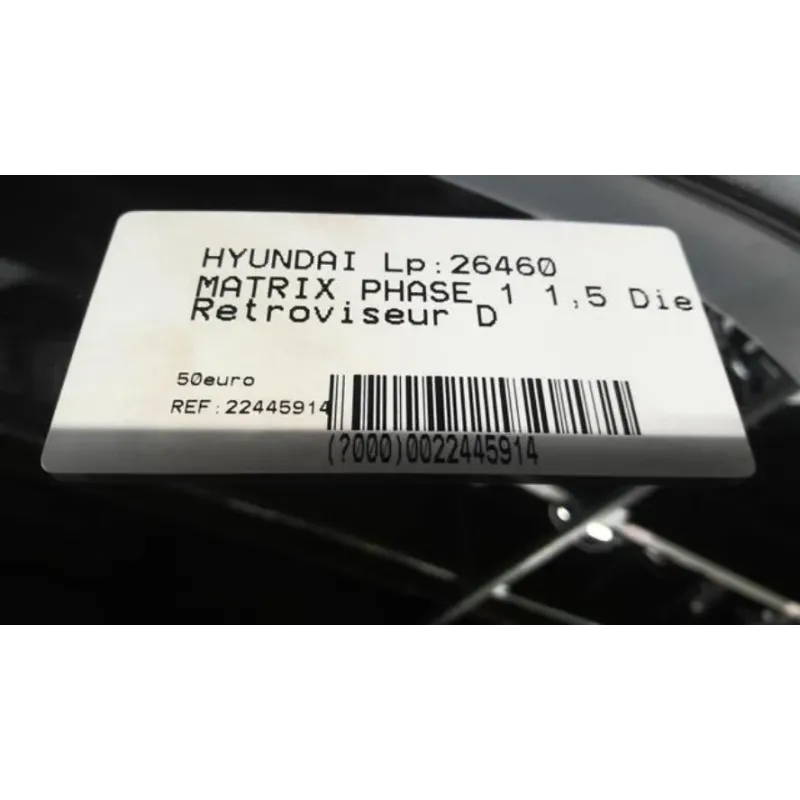 HYUNDAI Lp:26460
MATRIX PHASE 1 1,5 Die
Retroviseur D
50euro
REF:22445914
(?000)0022445914